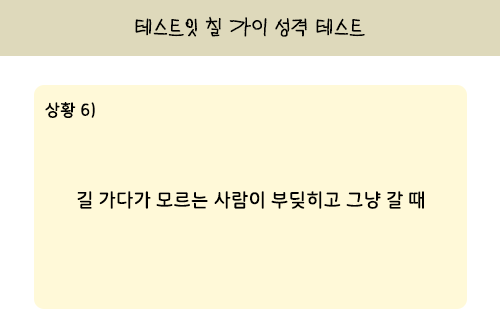 테스트잇 칠 가이 성격 테스트
상황 6)
길 가다가 모르는 사람이 부딪히고 그냥 갈 때